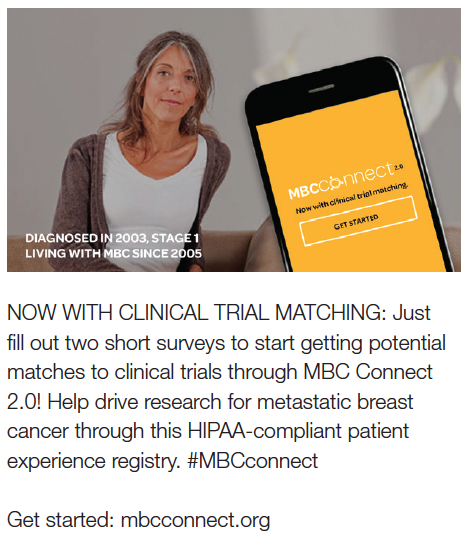 MBCConnect 2.0
Now with clinical trial matching.
GET STARTED
DIAGNOSED IN 2003, STAGE 1
LIVING WITH MBC SINCE 2005
NOW WITH CLINICAL TRIAL MATCHING: Just
fill out two short surveys to start getting potential
matches to clinical trials through MBC Connect
2.0! Help drive research for metastatic breast
cancer through this HIPAA-compliant patient
experience registry. #MBCconnect
Get started: mbcconnect.org